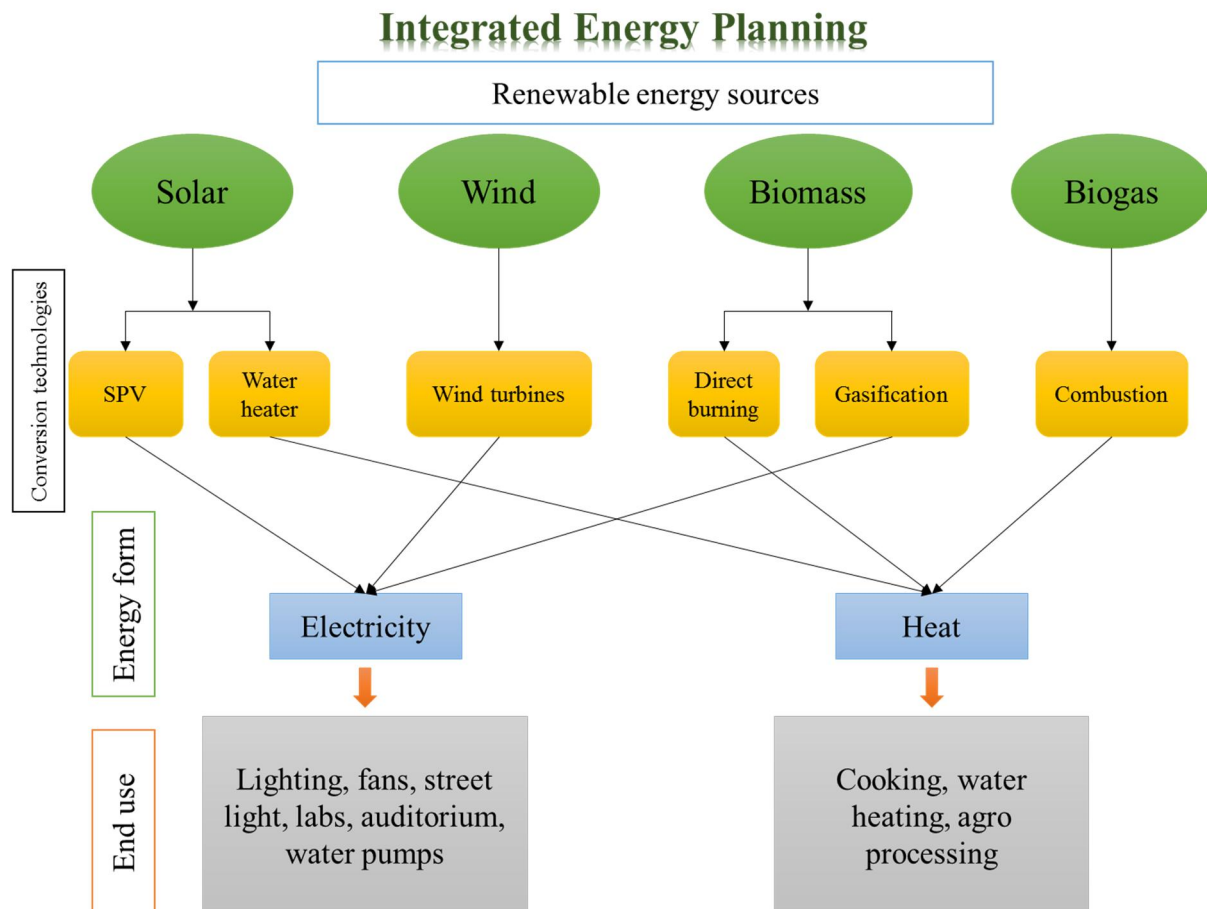 Integrated Energy Planning
Renewable energy sources
Solar
Wind
Biomass
Biogas
Conversion technologies
SPV
Water
heater
Wind turbines
Direct
burning
Gasification
Combustion
Energy form
Electricity
Heat
End use
Lighting, fans, street
light, labs, auditorium,
water pumps
Cooking, water
heating, agro
processing